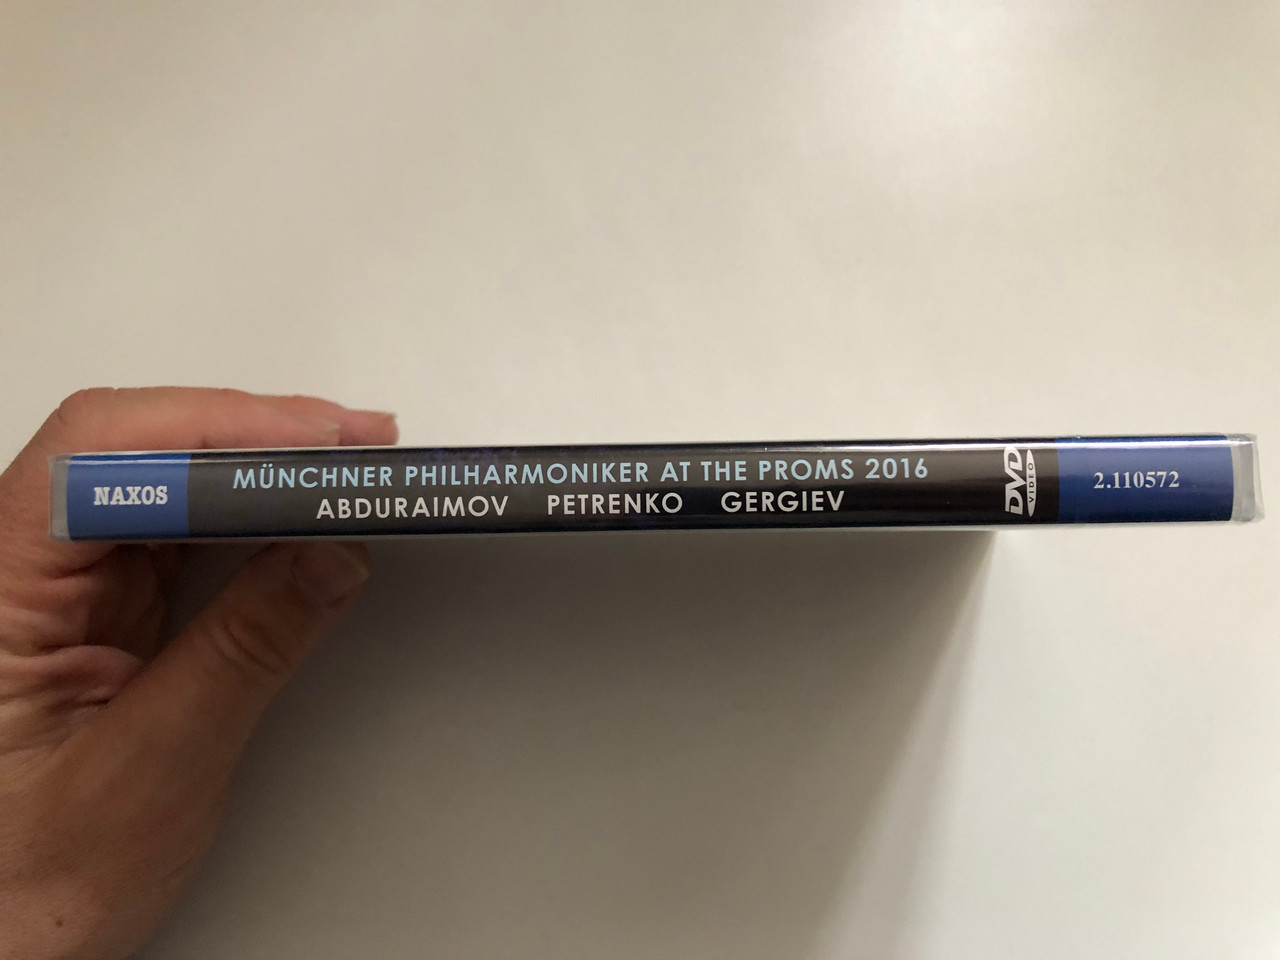 NAXOS
MÜNCHNER PHILHARMONIKER AT THE PROMS 2016
ABDURAIMOV PETRENKO GERGIEV
DVD
VIDEO
2.110572